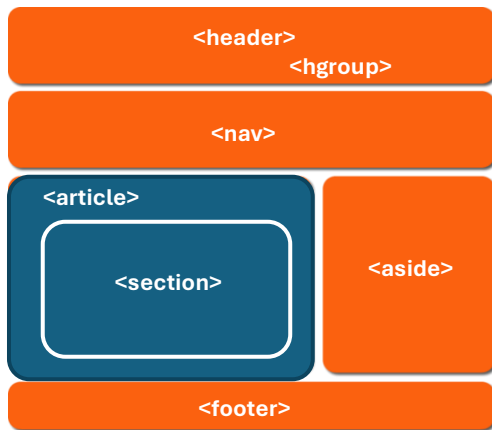 <header>
<hgroup>
<nav>
<article>
<section>
<aside>
<footer>